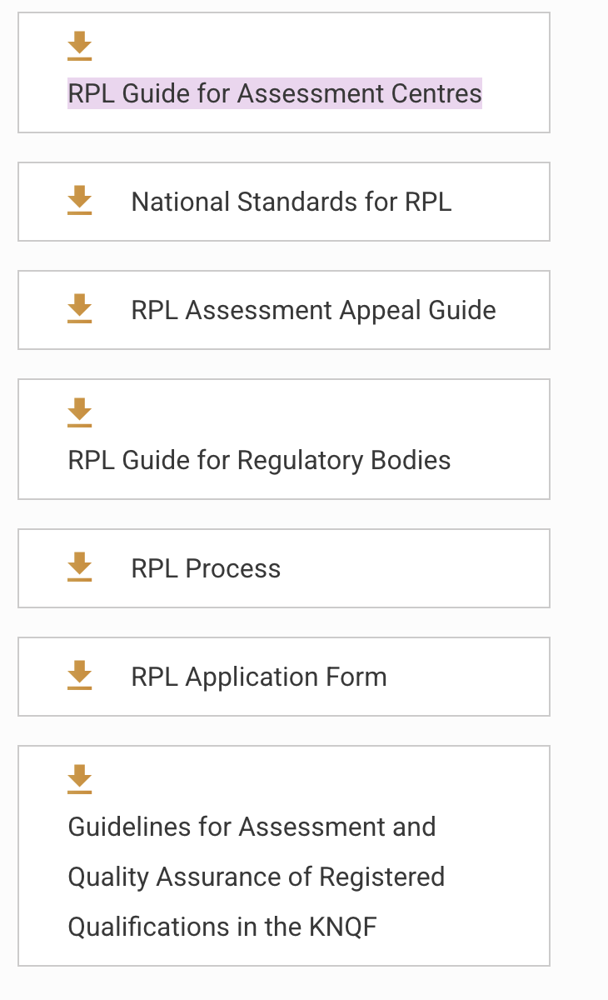 RPL Guide for Assessment Centres
National Standards for RPL
RPL Assessment Appeal Guide
RPL Guide for Regulatory Bodies
RPL Process
RPL Application Form
Guidelines for Assessment and
Quality Assurance of Registered
Qualifications in the KNQF